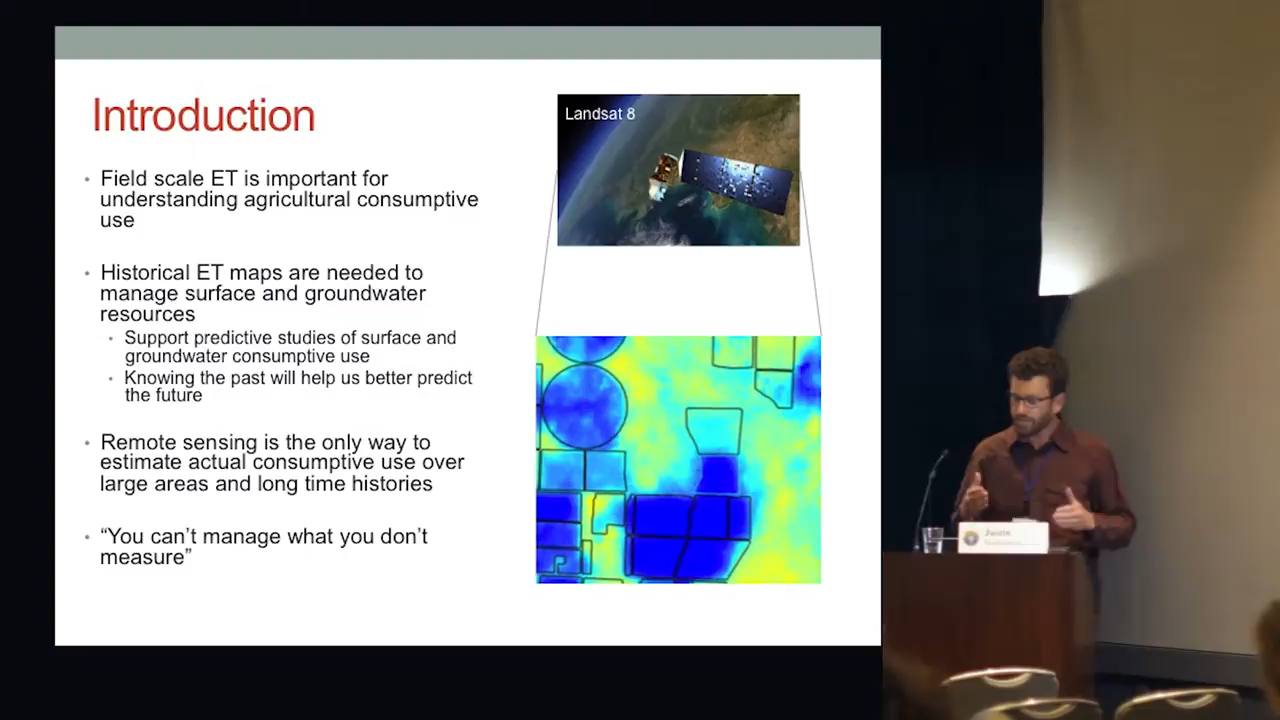 Introduction
Field scale ET is important for
understanding agricultural consumptive
use
Historical ET maps are needed to
manage surface and groundwater
resources
Support predictive studies of surface and
groundwater consumptive use
Knowing the past will help us better predict
the future
Remote sensing is the only way to
estimate actual consumptive use over
large areas and long time histories
“You can’t manage what you don’t
measure”
Landsat 8